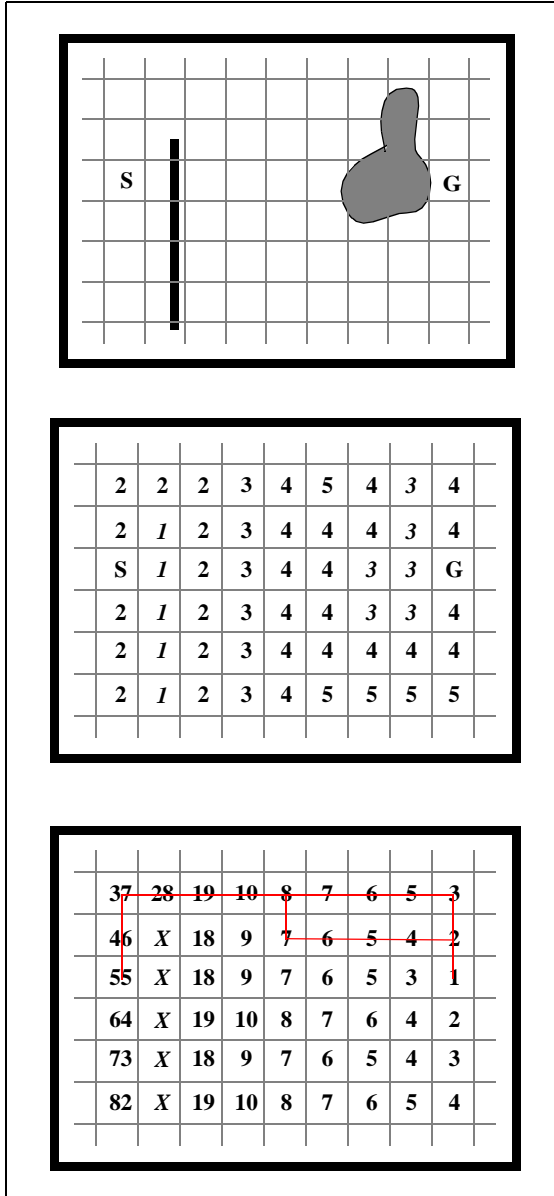 S G
2 2 2 3 4 5 4 3 4
2 1 2 3 4 4 4 3 4
S 1 2 3 4 4 3 3 G
2 1 2 3 4 4 3 3 4
2 1 2 3 4 4 4 4 4
2 1 2 3 4 5 5 5 5
37 28 19 10 8 7 6 5 3
46 X 18 9 7 6 5 4 2
55 X 18 9 7 6 5 3 1
64 X 19 10 8 7 6 4 2
73 X 18 9 7 6 5 4 3
82 X 19 10 8 7 6 5 4